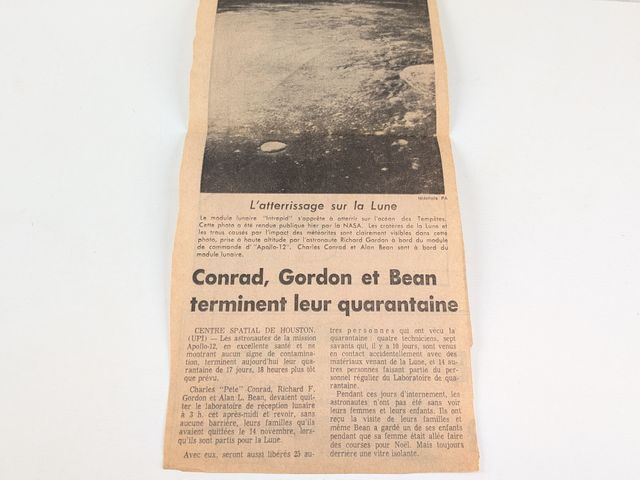 téléphoto PA
L'atterrissage sur la Lune
Le module lunaire "Intrepid" s'apprête à atterrir sur l'océan des Tempêtes.
Cette photo a été rendue publique hier par la NASA. Les cratères de la Lune et
les trous causés par l'impact des météorites sont clairement visibles dans cette
photo, prise à haute altitude par l'astronaute Richard Gordon à bord du module
de commande d' "Apollo-12". Charles Conrad et Alan Bean sont à bord du
module lunaire.
Conrad, Gordon et Bean
terminent leur quarantaine
CENTRE SPATIAL DE HOUSTON.
(UPI) — Les astronautes de la mission
Apollo-12, en excellente santé et ne
montrant aucun signe de contamina-
tion, terminent aujourd'hui leur qua-
rantaine de 17 jours, 18 heures plus tôt
que prévu.
Charles "Pete" Conrad, Richard F.
Gordon et Alan L. Bean, devaient quit-
ter le laboratoire de réception lunaire
à 3 h. cet après-midi et revoir, sans
aucune barrière, leurs familles qu'ils
avaient quittées le 14 novembre, lors-
qu'ils sont partis pour la Lune.
Avec eux, seront aussi libérés 25 au-
tres personnes qui ont vécu la
quarantaine: quatre techniciens, sept
savants qui, il y a 10 jours, sont venus
en contact accidentellement avec des
matériaux venant de la Lune, et 14 au-
tres personnes faisant partie du per-
sonnel régulier du Laboratoire de qua-
rantaine.
Pendant ces jours d'internement, les
astronautes n'ont pas été sans voir
leurs femmes et leurs enfants. Ils ont
reçu la visite de leurs familles et
même Bean a gardé un de ses enfants
pendant que sa femme était allée faire
des courses pour Noël. Mais toujours
derrière une vitre isolante.